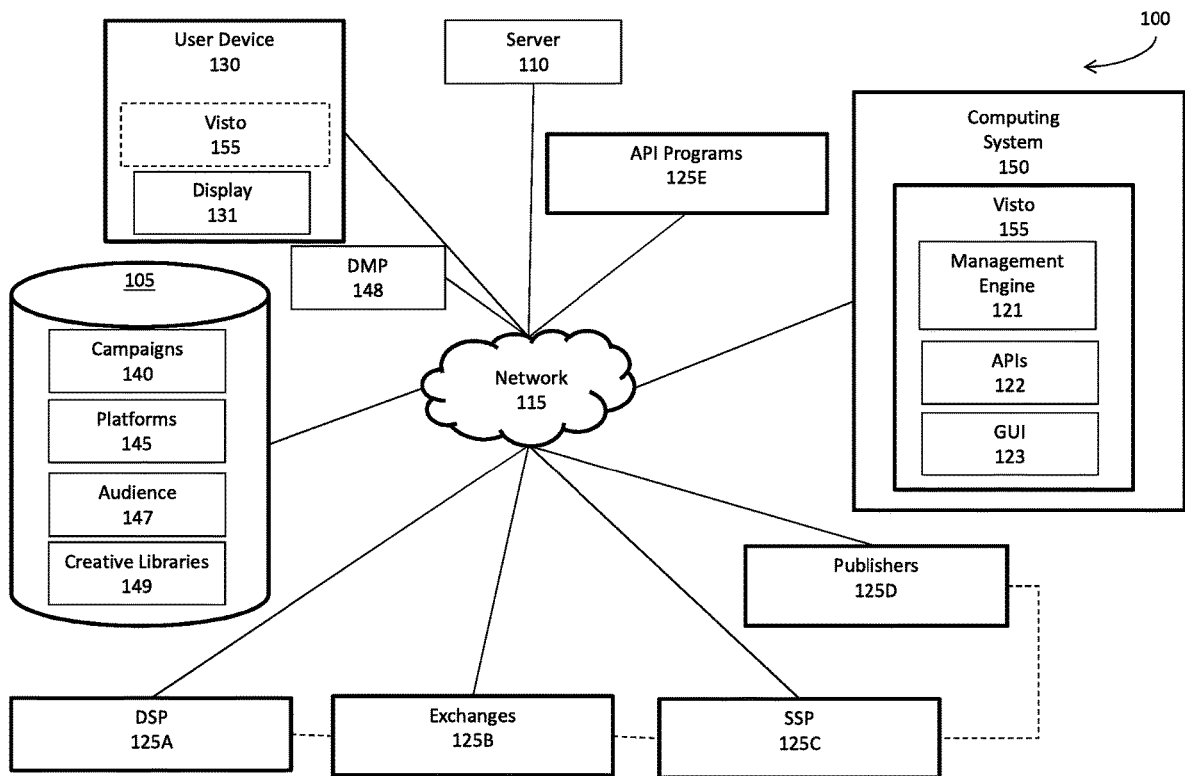 100
User Device
130
Visto
155
Display
131
Server
110
API Programs
125E
Computing
System
150
Visto
155
Management
Engine
121
APIs
122
GUI
123
DMP
148
105
Campaigns
140
Platforms
145
Audience
147
Creative Libraries
149
Network
115
Publishers
125D
DSP
125A
Exchanges
125B
SSP
125C